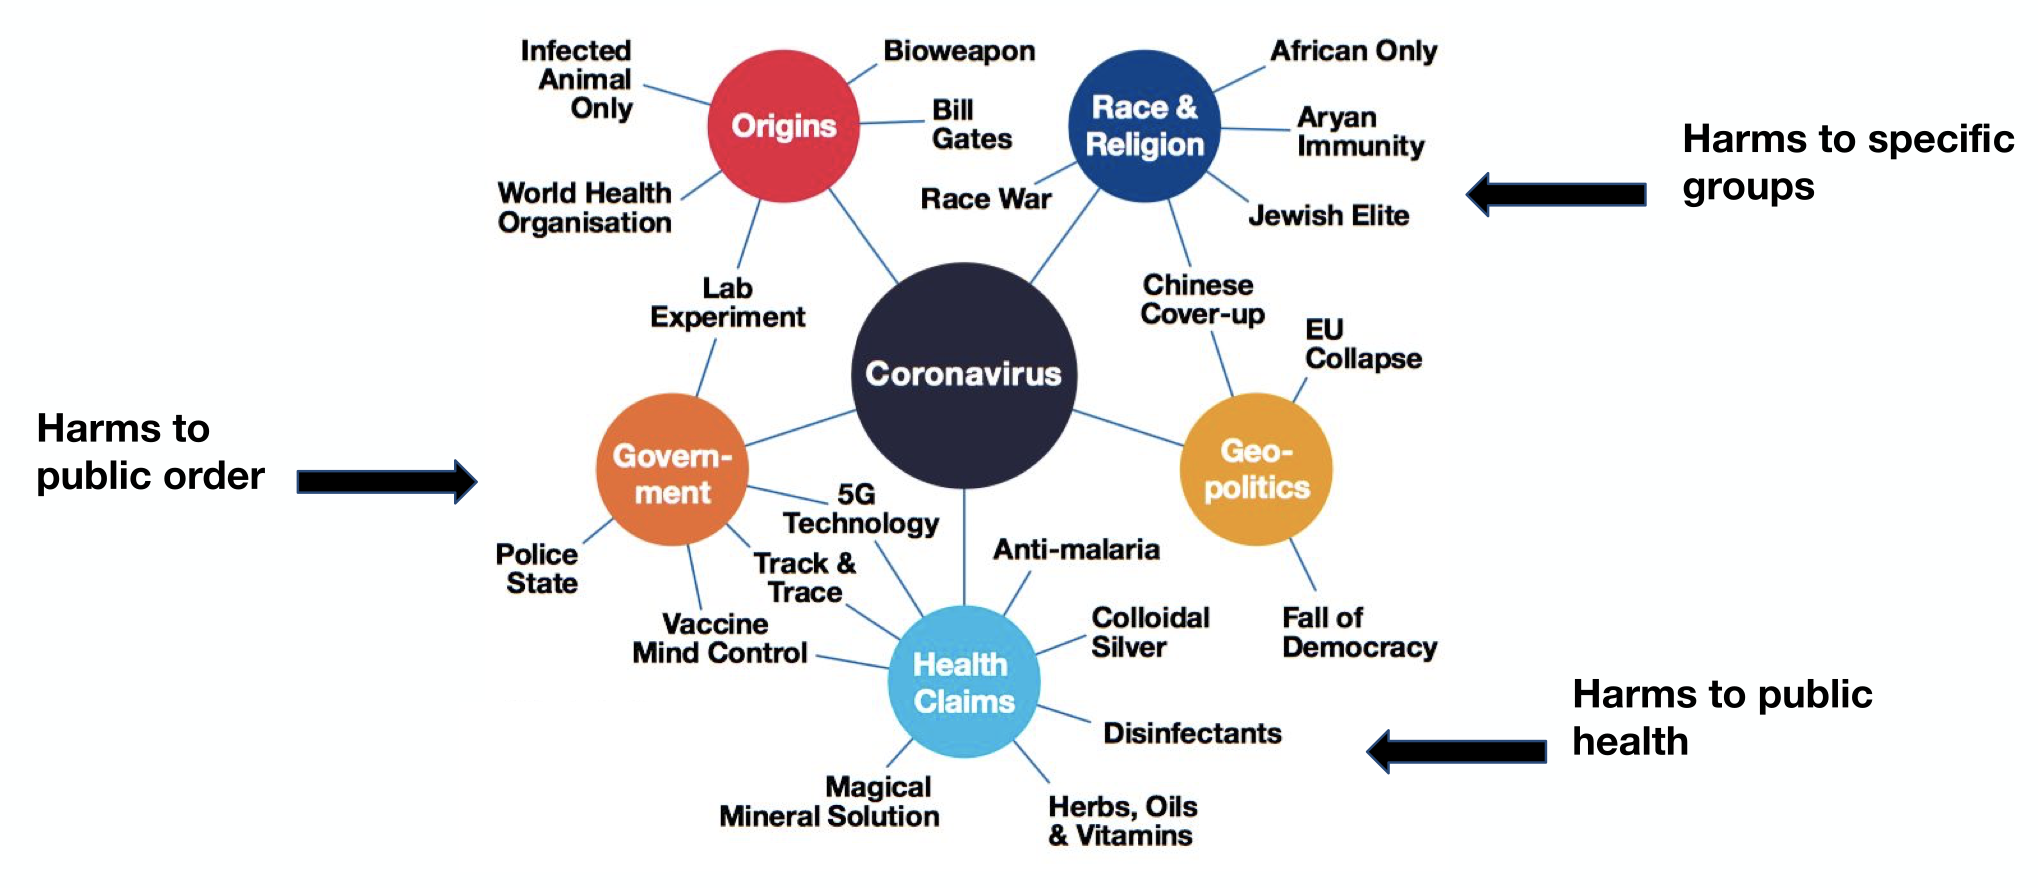 Infected
Animal
Only
Bioweapon
Bill
Gates
Origins
World Health
Organisation
Lab
Experiment
Race &
Religion
African Only
Aryan
Immunity
Race War
Jewish Elite
Chinese
Cover-up
Harms to specific
groups
Coronavirus
EU
Collapse
Harms to
public order
Govern-
ment
Geo-
politics
5G
Technology
Police
State
Track &
Trace
Vaccine
Mind Control
Anti-malaria
Colloidal
Silver
Fall of
Democracy
Health
Claims
Disinfectants
Harms to public
health
Magical
Mineral Solution
Herbs, Oils
& Vitamins